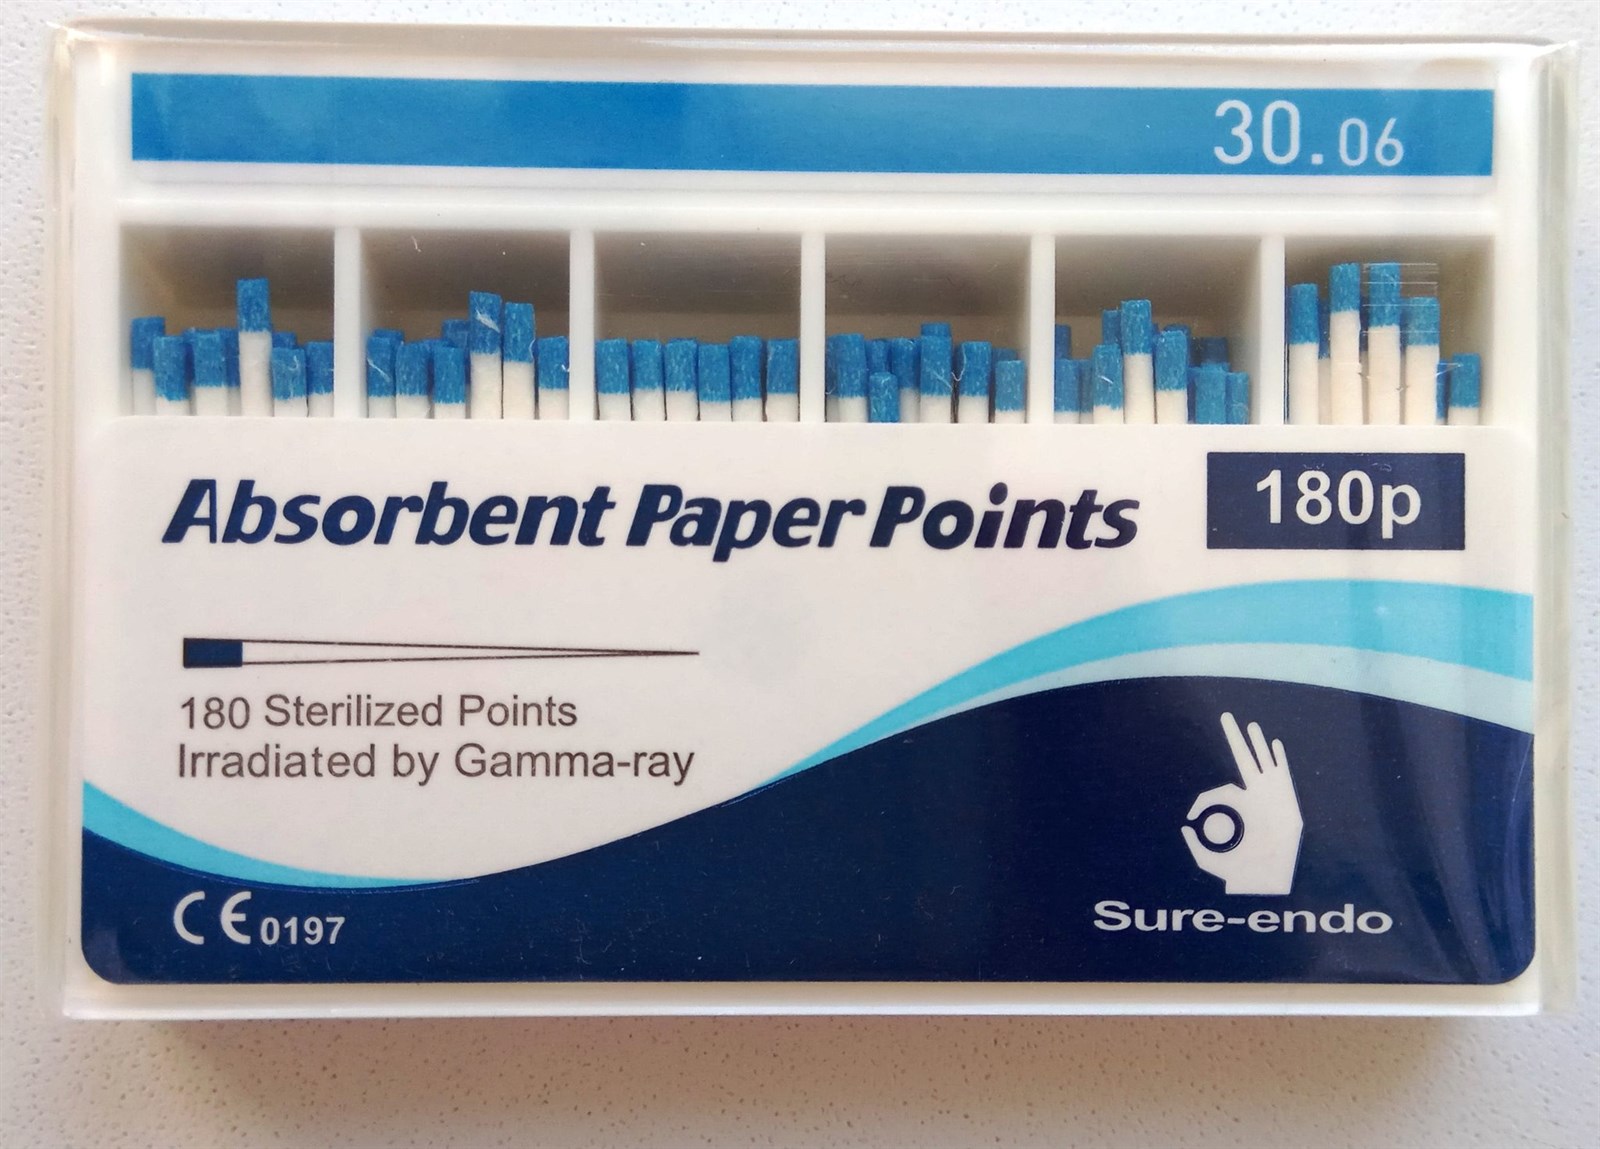 30.06
Absorbent Paper Points
180p
180 Sterilized Points
Irradiated by Gamma-ray
CE 0197
Sure-endo